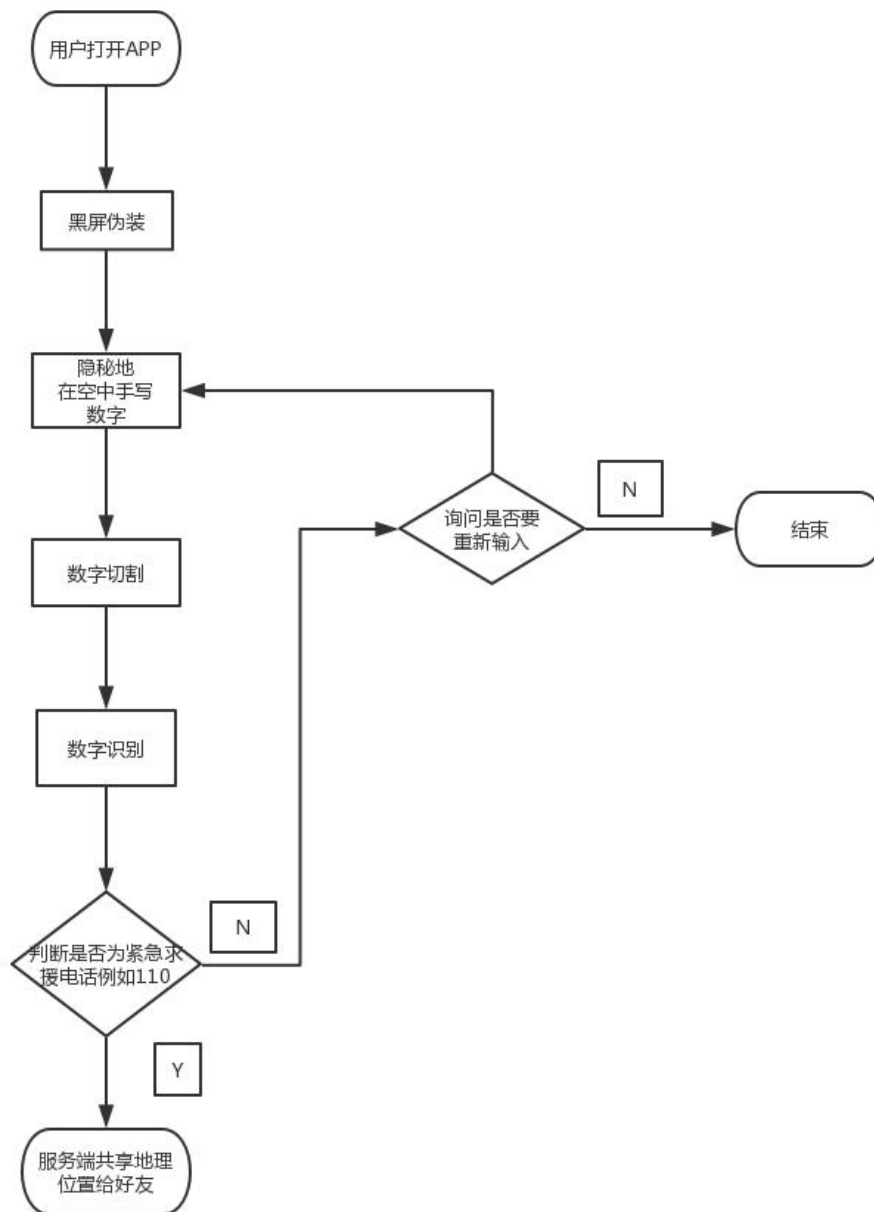 用户打开APP
黑屏伪装
隐秘地
在空中手写
数字
询问是否要
重新输入
N
结束
数字切割
数字识别
N
判断是否为紧急求
援电话例如110
Y
服务端共享地理
位置给好友